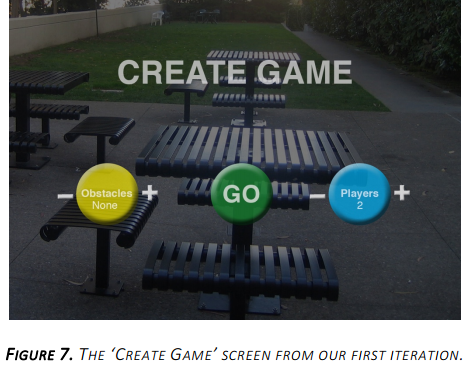 CREATE GAME
- Obstacles +
None
GO
- Players +
2
FIGURE 7. THE 'CREATE GAME' SCREEN FROM OUR FIRST ITERATION.